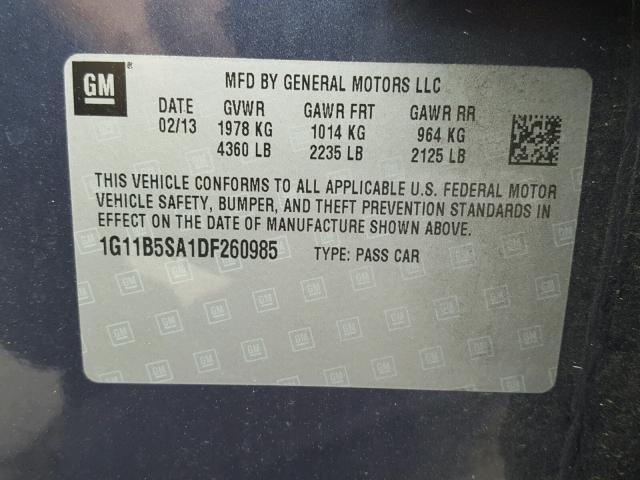 GM ®
MFD BY GENERAL MOTORS LLC
DATE GVWR GAWR FRT GAWR RR
02/13 1978 KG 1014 KG 964 KG
4360 LB 2235 LB 2125 LB
THIS VEHICLE CONFORMS TO ALL APPLICABLE U.S. FEDERAL MOTOR
VEHICLE SAFETY, BUMPER, AND THEFT PREVENTION STANDARDS IN
EFFECT ON THE DATE OF MANUFACTURE SHOWN ABOVE.
1G11B5SA1DF260985 TYPE: PASS CAR